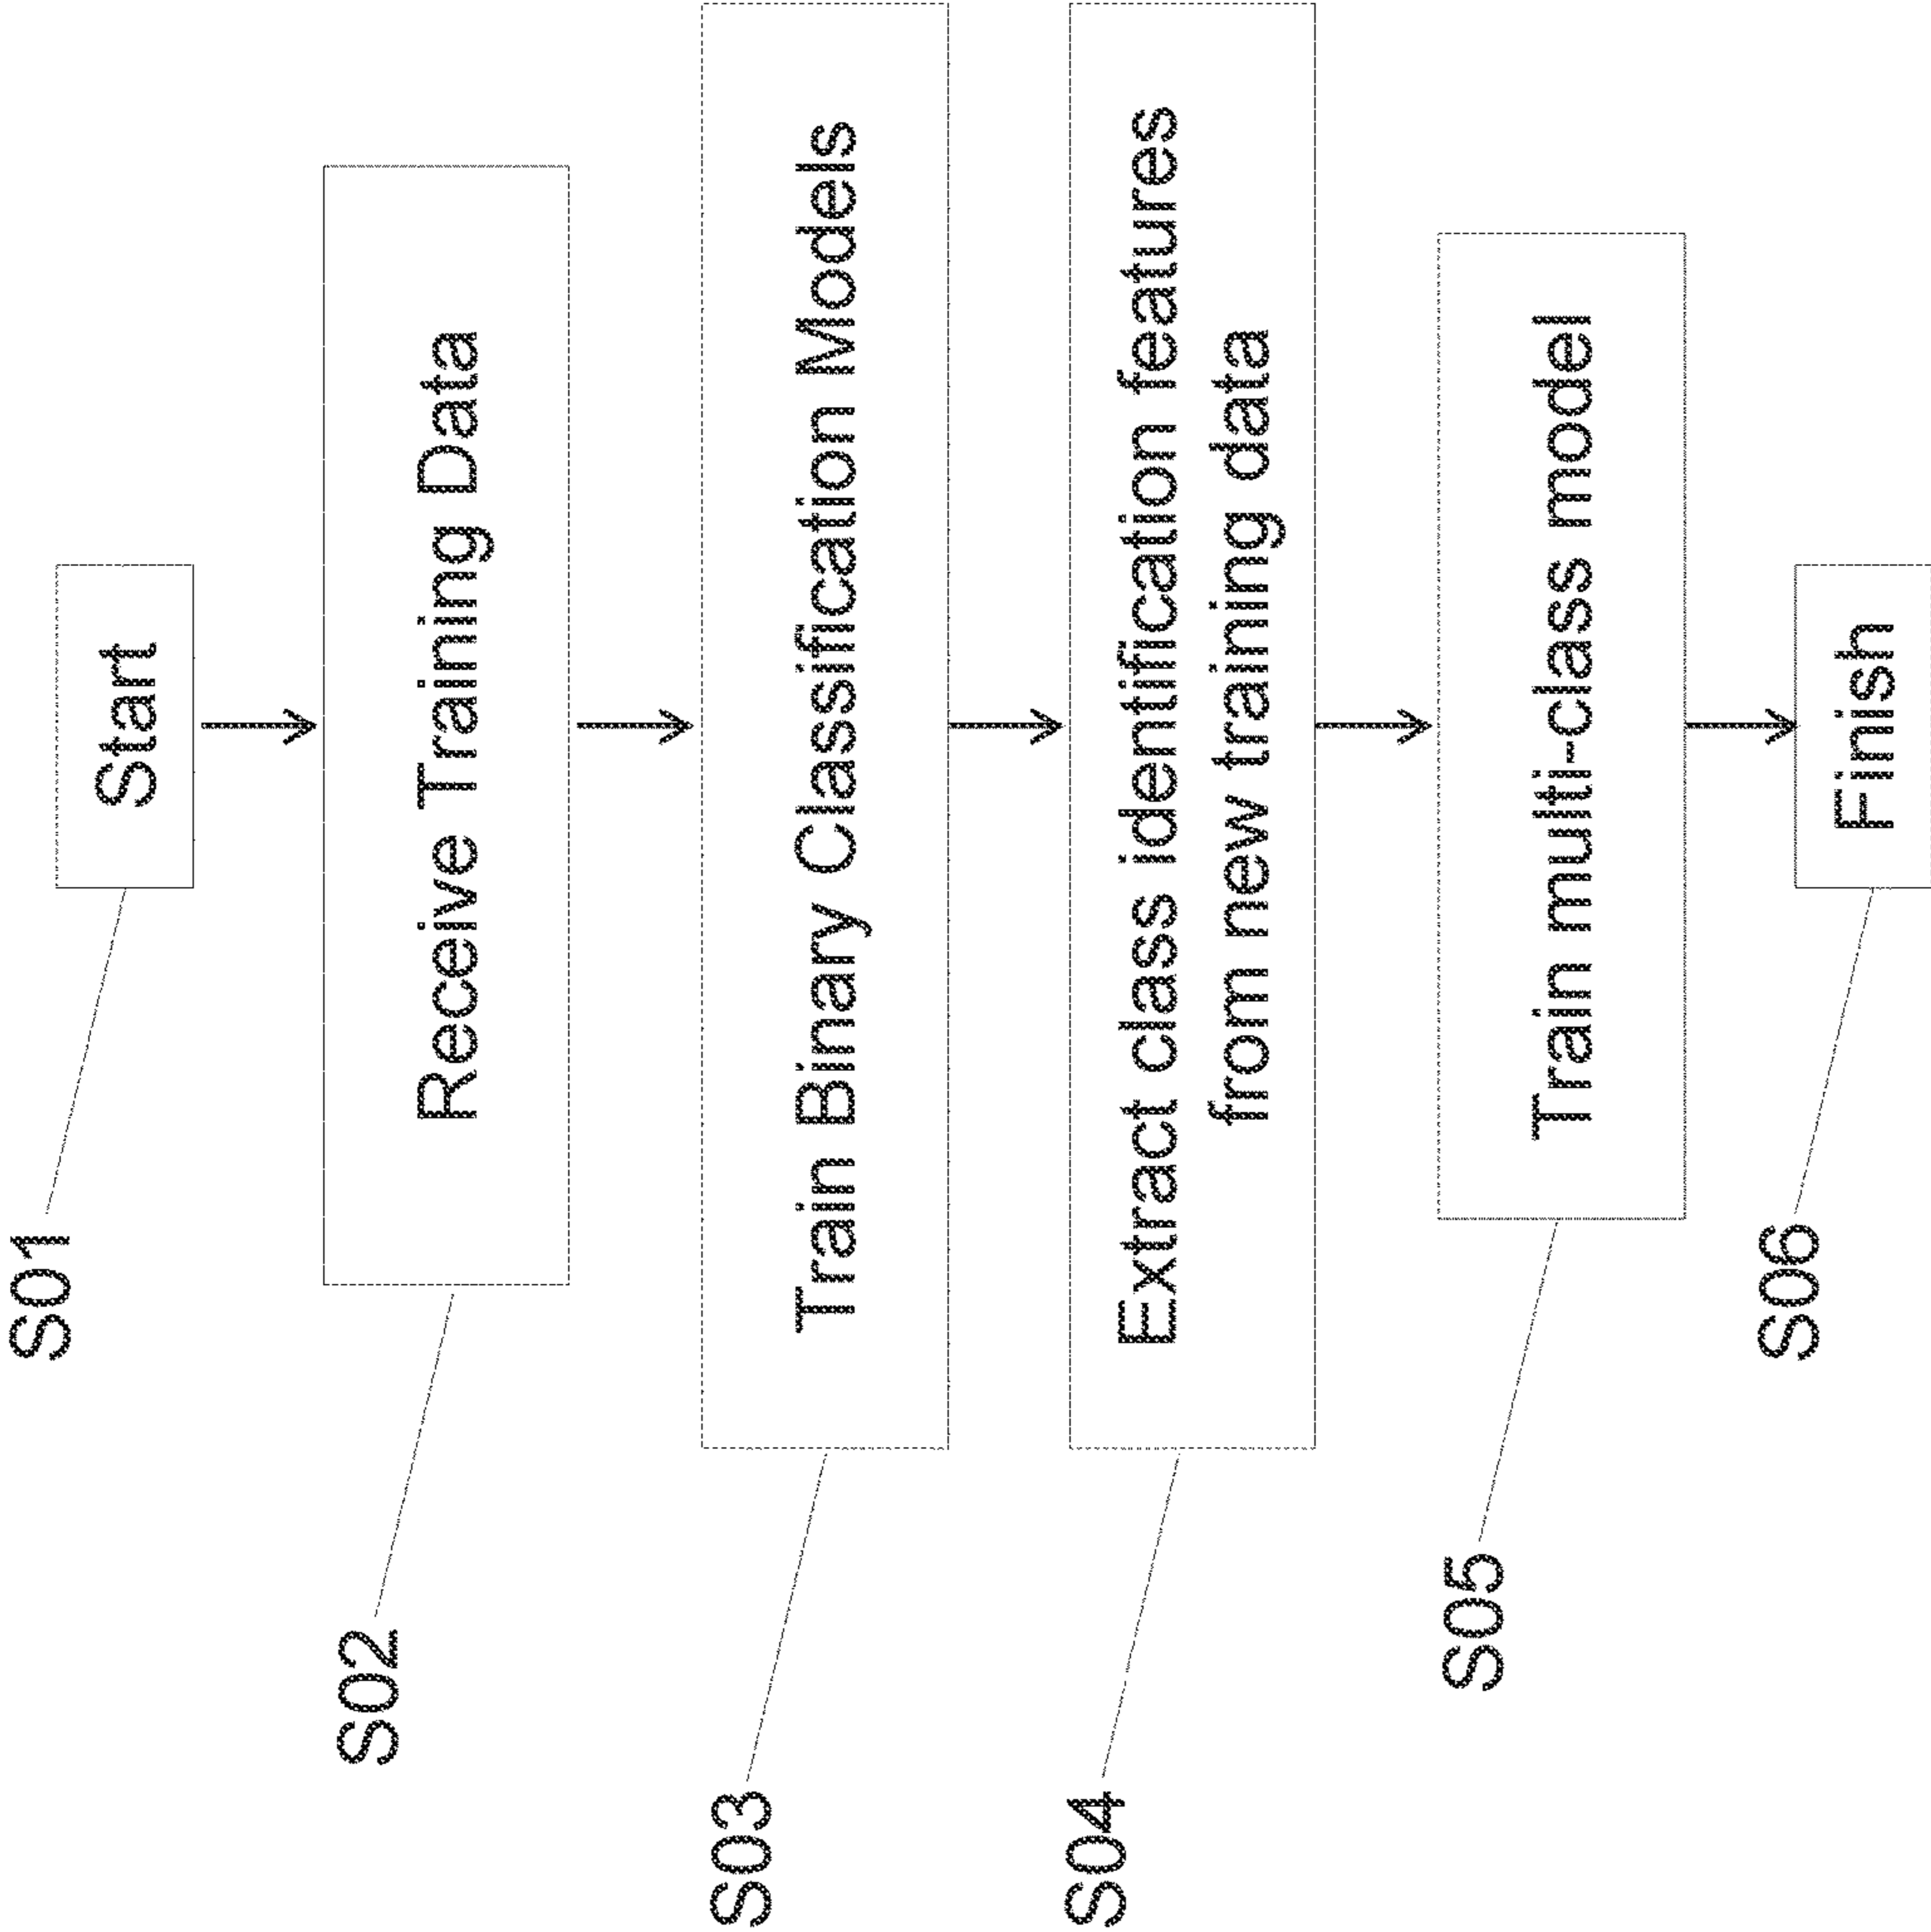 S01
Start
S02
Receive Training Data
S03
Train Binary Classification Models
S04
Extract class identification features
from new training data
S05
Train multi-class model
S06
Finish